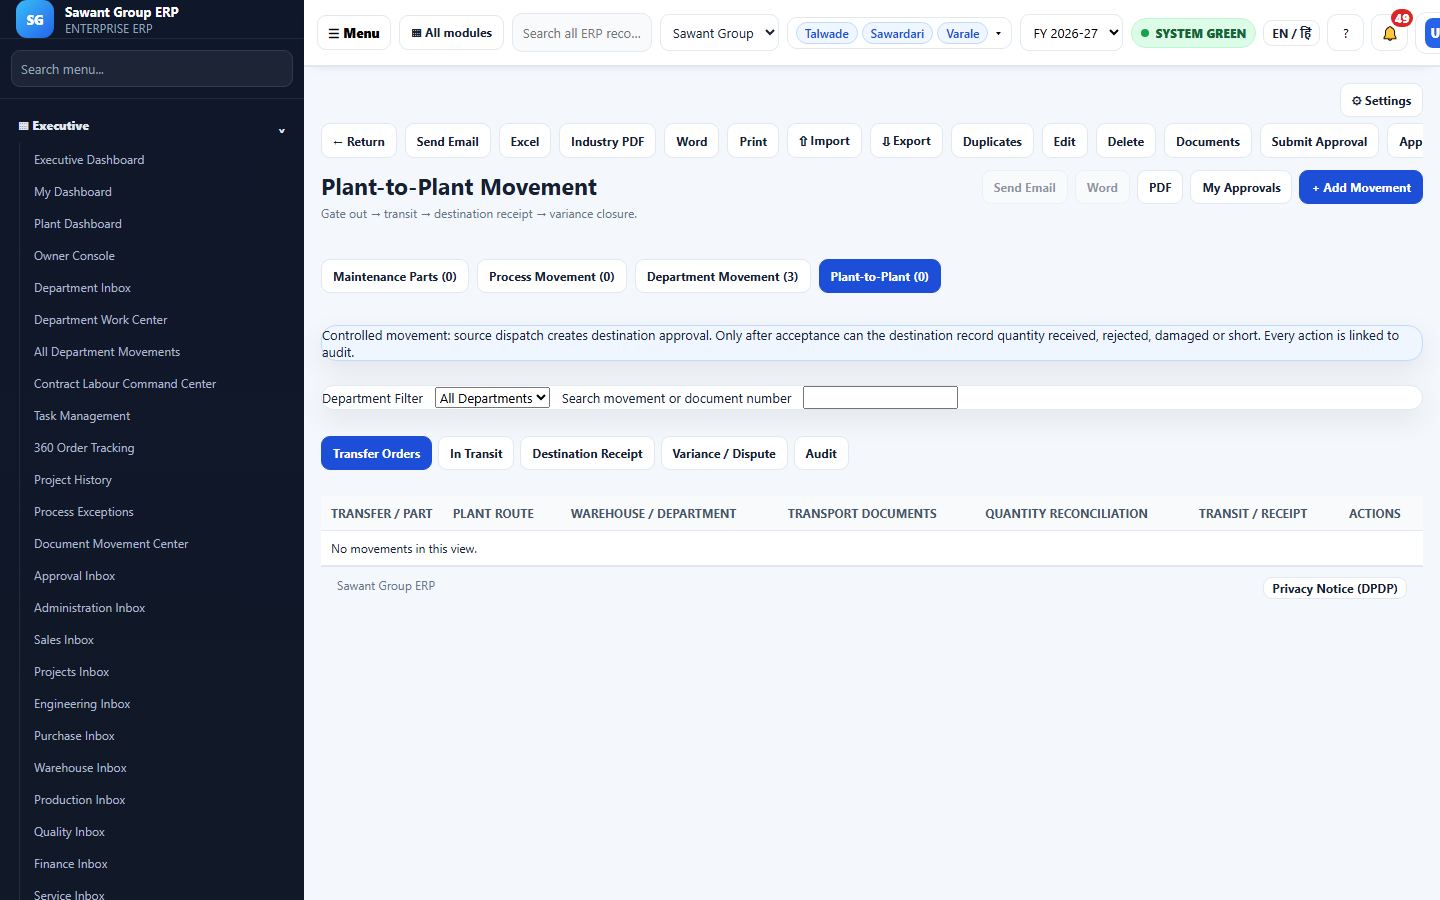 SG
Sawant Group ERP
ENTERPRISE ERP
☰ Menu
All modules
Search all ERP reco...
Sawant Group
Talwade
Sawardari
Varale
FY 2026-27
SYSTEM GREEN
EN / हिं
?
49
U
Search menu...
Executive
Executive Dashboard
My Dashboard
Plant Dashboard
Owner Console
Department Inbox
Department Work Center
All Department Movements
Contract Labour Command Center
Task Management
360 Order Tracking
Project History
Process Exceptions
Document Movement Center
Approval Inbox
Administration Inbox
Sales Inbox
Projects Inbox
Engineering Inbox
Purchase Inbox
Warehouse Inbox
Production Inbox
Quality Inbox
Finance Inbox
Service Inbox
⚙ Settings
← Return
Send Email
Excel
Industry PDF
Word
Print
⇧ Import
⇩ Export
Duplicates
Edit
Delete
Documents
Submit Approval
App
Plant-to-Plant Movement
Send Email
Word
PDF
My Approvals
+ Add Movement
Gate out → transit → destination receipt → variance closure.
Maintenance Parts (0)
Process Movement (0)
Department Movement (3)
Plant-to-Plant (0)
Controlled movement: source dispatch creates destination approval. Only after acceptance can the destination record quantity received, rejected, damaged or short. Every action is linked to
audit.
Department Filter
All Departments
Search movement or document number
Transfer Orders
In Transit
Destination Receipt
Variance / Dispute
Audit
TRANSFER / PART
PLANT ROUTE
WAREHOUSE / DEPARTMENT
TRANSPORT DOCUMENTS
QUANTITY RECONCILIATION
TRANSIT / RECEIPT
ACTIONS
No movements in this view.
Sawant Group ERP
Privacy Notice (DPDP)